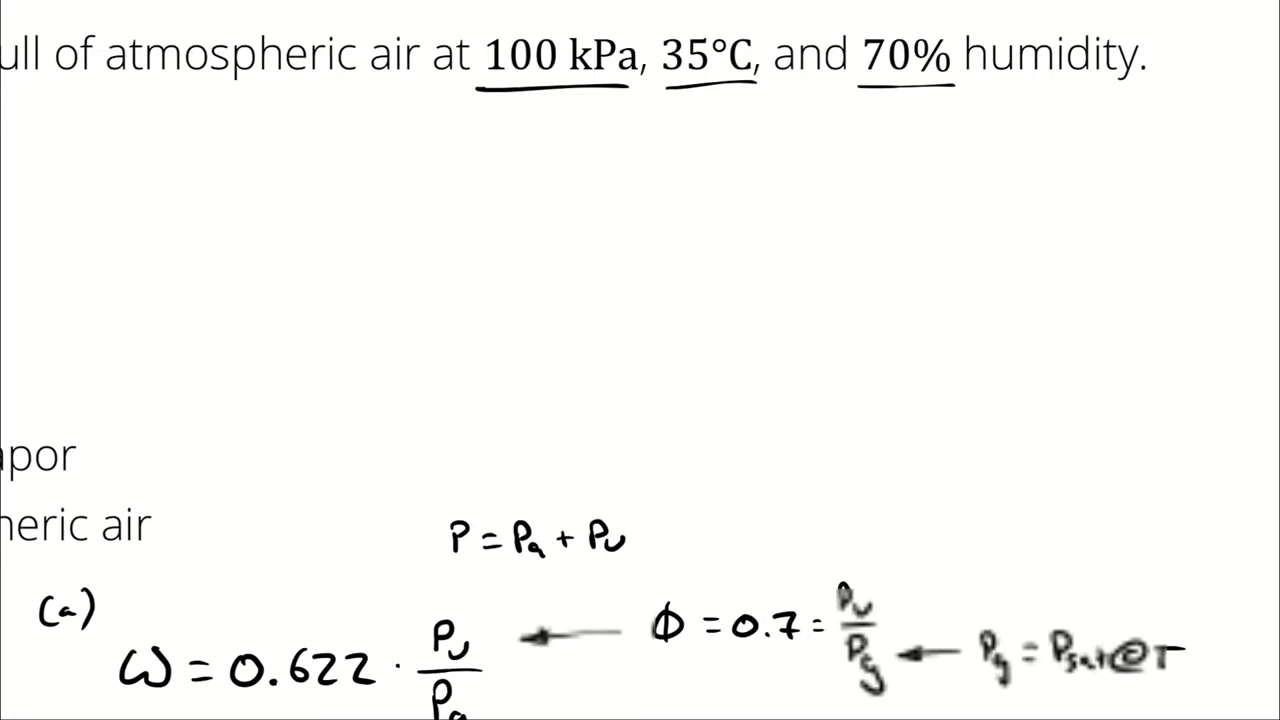 ull of atmospheric air at 100 kPa, 35°C, and 70% humidity.
apor
heric air
P = Pa + Pv
(a)
ω = 0.622 · Pv/Pa ← Φ = 0.7 = Pv/Pg ← Pg = Psat@T